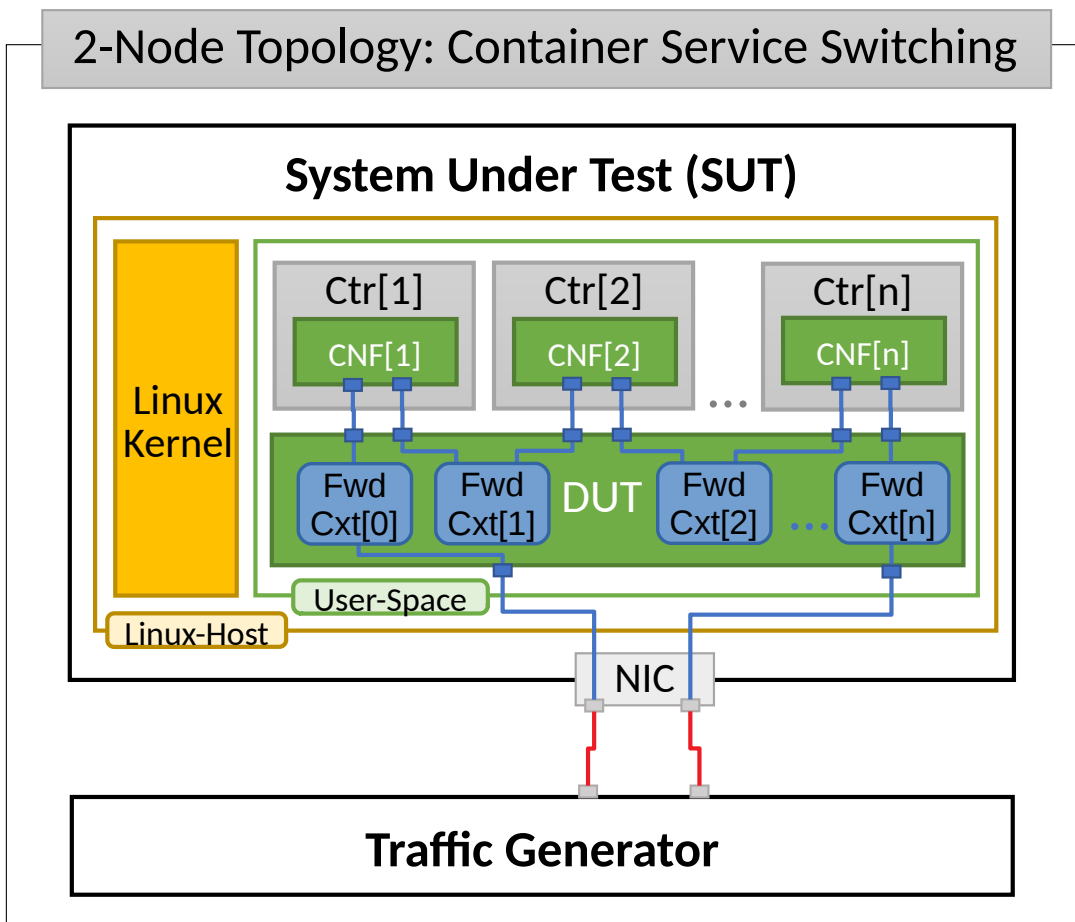 2-Node Topology: Container Service Switching
System Under Test (SUT)
Ctr[1]
Ctr[2]
Ctr[n]
CNF[1]
CNF[2]
CNF[n]
...
Linux
Kernel
Fwd
Cxt[0]
Fwd
Cxt[1]
DUT
Fwd
Cxt[2]
...
Fwd
Cxt[n]
User-Space
Linux-Host
NIC
Traffic Generator